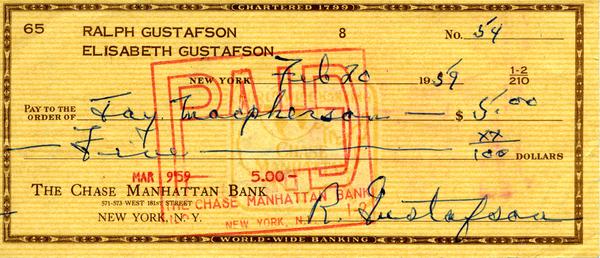 CHARTERED 1799
65 RALPH GUSTAFSON 8 No. 54
ELISABETH GUSTAFSON
NEW YORK Feb 20 1959 1-2
210
PAY TO THE
ORDER OF Jay Macpherson $ 5.00
Five xx/100 DOLLARS
PAID
MAR 9 59 5.00-
THE CHASE MANHATTAN BANK
571-573 WEST 181ST STREET
NEW YORK, N. Y.
THE CHASE MANHATTAN BANK
NEW YORK, N.
R. Gustafson
WORLD-WIDE BANKING